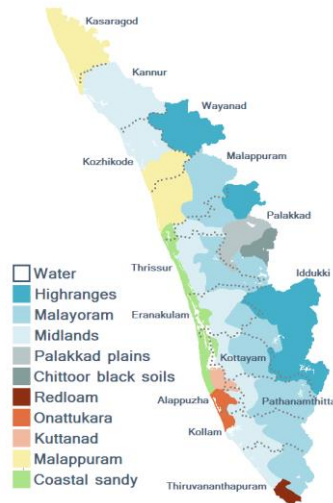 Kasaragod
Kannur
Wayanad
Kozhikode
Malappuram
Palakkad
Thrissur
Idukki
Eranakulam
Kottayam
Alappuzha
Pathanamthitta
Kollam
Thiruvananthapuram
Water
Highranges
Malayoram
Midlands
Palakkad plains
Chittoor black soils
Redloam
Onattukara
Kuttanad
Malappuram
Coastal sandy